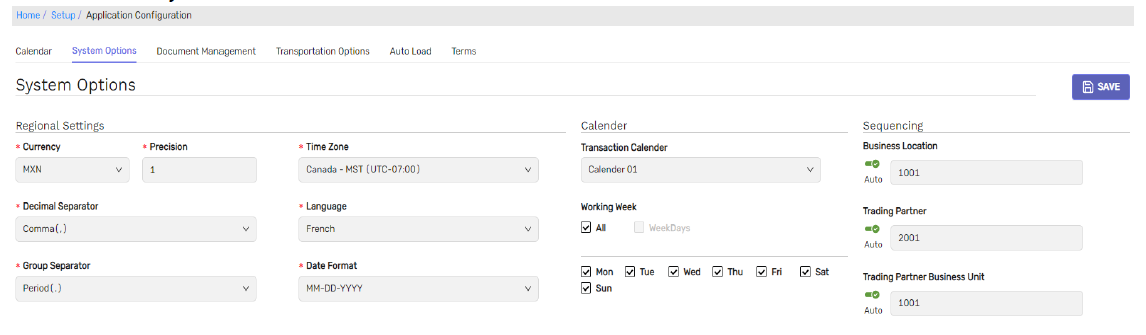 Home / Setup / Application Configuration
Calendar System Options Document Management Transportation Options Auto Load Terms
System Options
SAVE
Regional Settings
* Currency * Precision * Time Zone
MXN 1 Canada - MST (UTC-07:00)
* Decimal Separator * Language
Comma(,) French
* Group Separator * Date Format
Period(.) MM-DD-YYYY
Calender
Transaction Calender
Calender 01
Working Week
All WeekDays
Mon Tue Wed Thu Fri Sat
Sun
Sequencing
Business Location
Auto 1001
Trading Partner
Auto 2001
Trading Partner Business Unit
Auto 1001